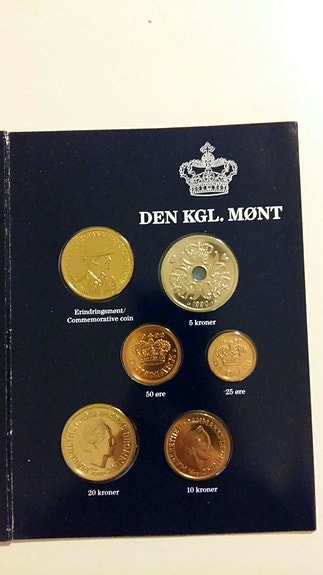 DEN KGL. MØNT
Erindringsmønt/
Commemorative coin
5 kroner
50 øre
25 øre
20 kroner
10 kroner